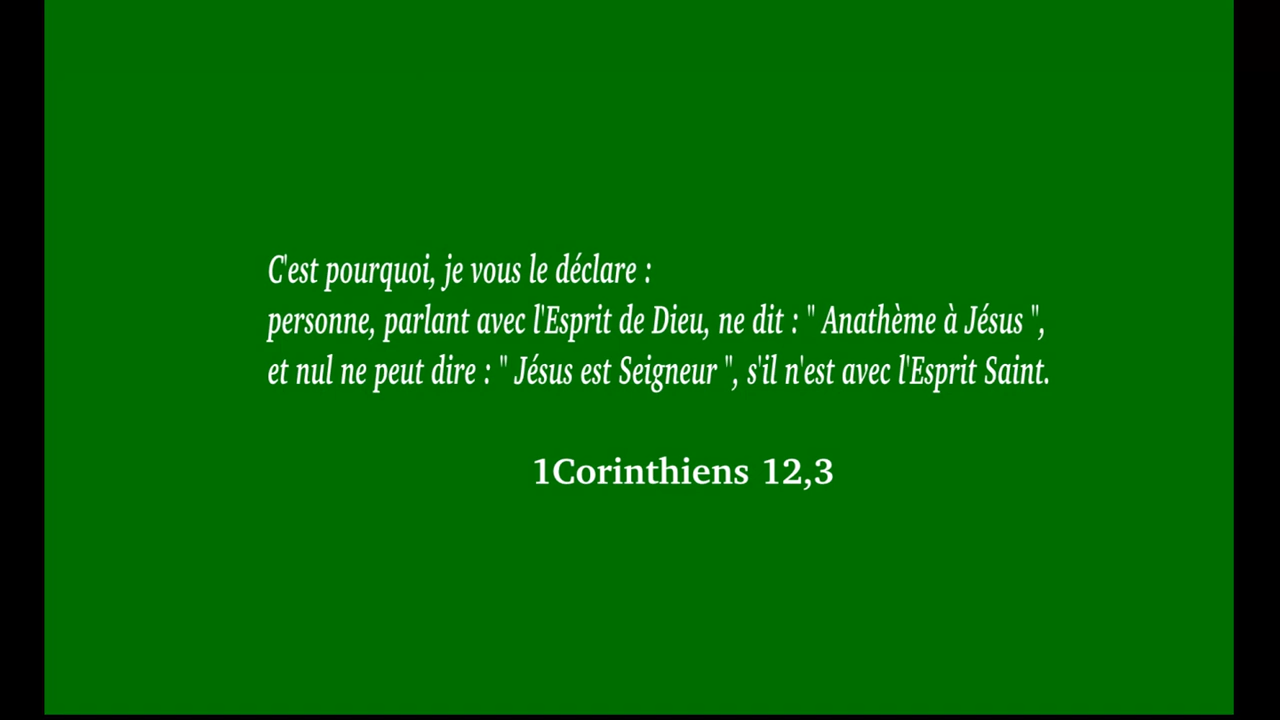 C'est pourquoi, je vous le déclare :
personne, parlant avec l'Esprit de Dieu, ne dit : " Anathème à Jésus ",
et nul ne peut dire : " Jésus est Seigneur ", s'il n'est avec l'Esprit Saint.
1Corinthiens 12,3